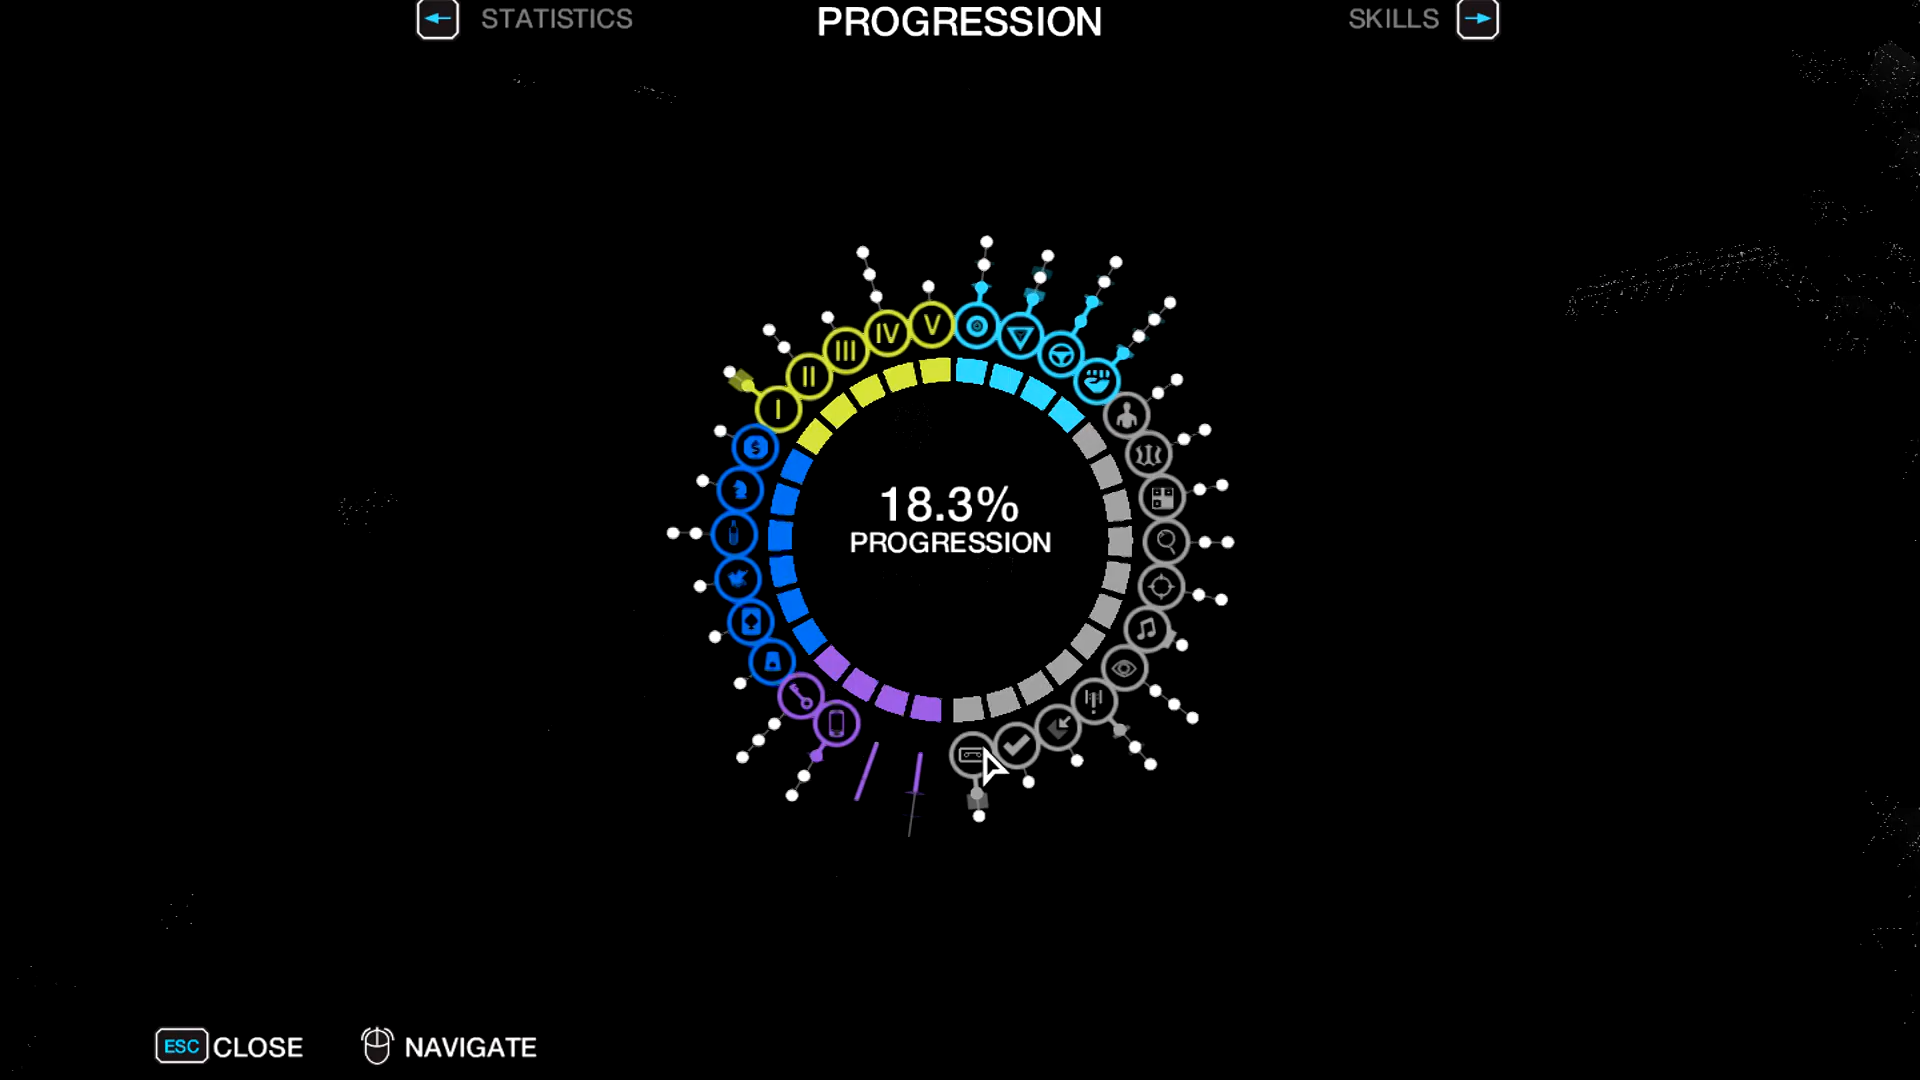 STATISTICS
PROGRESSION
SKILLS
I
II
III
IV
V
$
18.3%
PROGRESSION
ESC CLOSE
NAVIGATE